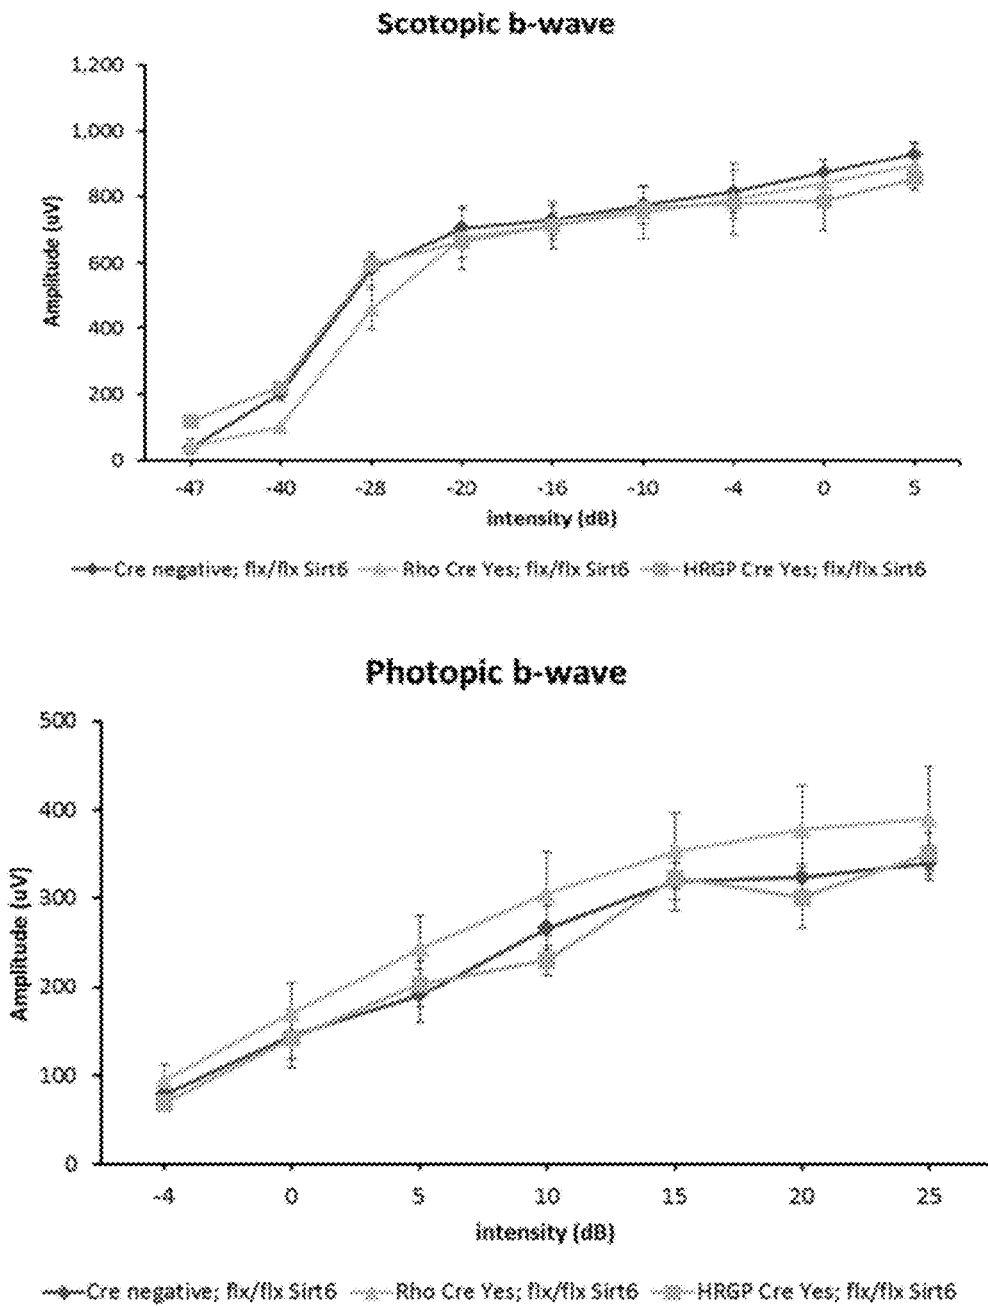 Scotopic b-wave
1,200
1,000
800
600
400
200
0
Amplitude (uV)
-47 -40 -28 -20 -16 -10 -4 0 5
intensity (dB)
Cre negative; flx/flx Sirt6 Rho Cre Yes; flx/flx Sirt6 HRGP Cre Yes; flx/flx Sirt6
Photopic b-wave
500
400
300
200
100
0
Amplitude (uV)
-4 0 5 10 15 20 25
intensity (dB)
Cre negative; flx/flx Sirt6 Rho Cre Yes; flx/flx Sirt6 HRGP Cre Yes; flx/flx Sirt6